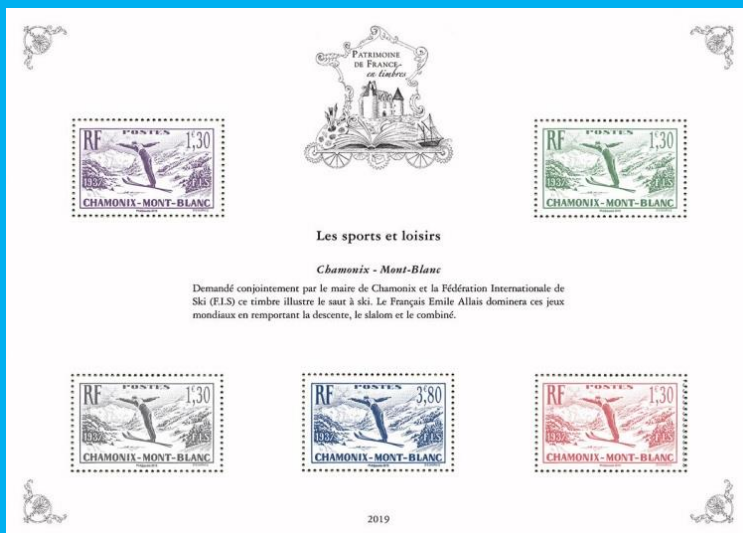 PATRIMOINE
DE FRANCE
en timbres
RF POSTES 1,30
1937 F.I.S
CHAMONIX-MONT-BLANC
RF POSTES 1,30
1937 F.I.S
CHAMONIX-MONT-BLANC
Les sports et loisirs
Chamonix - Mont-Blanc
Demandé conjointement par le maire de Chamonix et la Fédération Internationale de
Ski (F.I.S) ce timbre illustre le saut à ski. Le Français Emile Allais dominera ces jeux
mondiaux en remportant la descente, le slalom et le combiné.
RF POSTES 1,30
1937 F.I.S
CHAMONIX-MONT-BLANC
RF POSTES 3,80
1937 F.I.S
CHAMONIX-MONT-BLANC
RF POSTES 1,30
1937 F.I.S
CHAMONIX-MONT-BLANC
2019